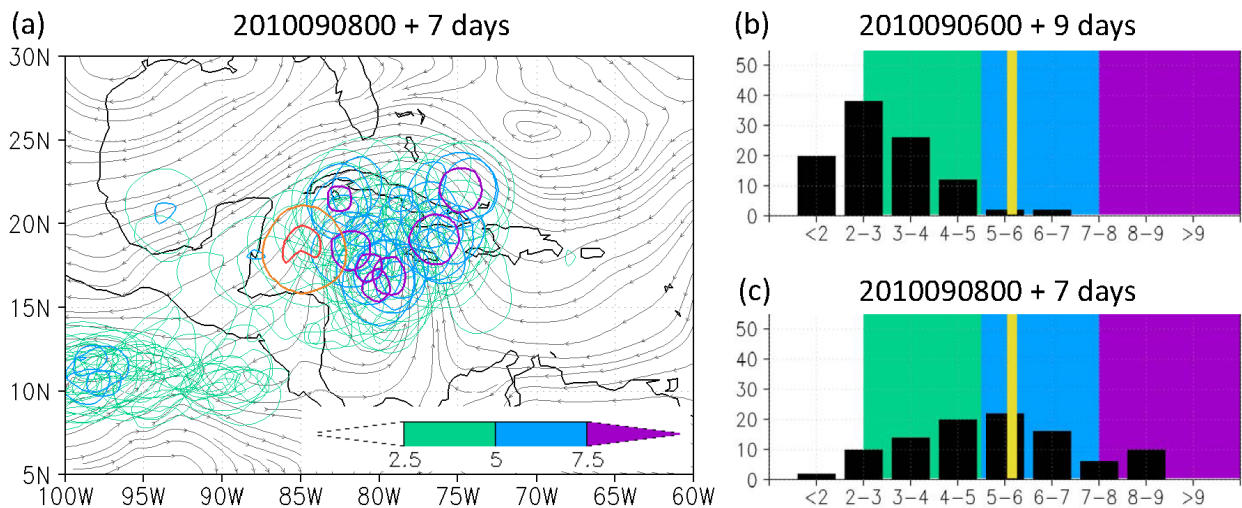 (a) 2010090800 + 7 days
30N
25N
20N
15N
10N
5N
100W 95W 90W 85W 80W 75W 70W 65W 60W
2.5 5 7.5
(b) 2010090600 + 9 days
50
40
30
20
10
0
<2 2-3 3-4 4-5 5-6 6-7 7-8 8-9 >9
(c) 2010090800 + 7 days
50
40
30
20
10
0
<2 2-3 3-4 4-5 5-6 6-7 7-8 8-9 >9